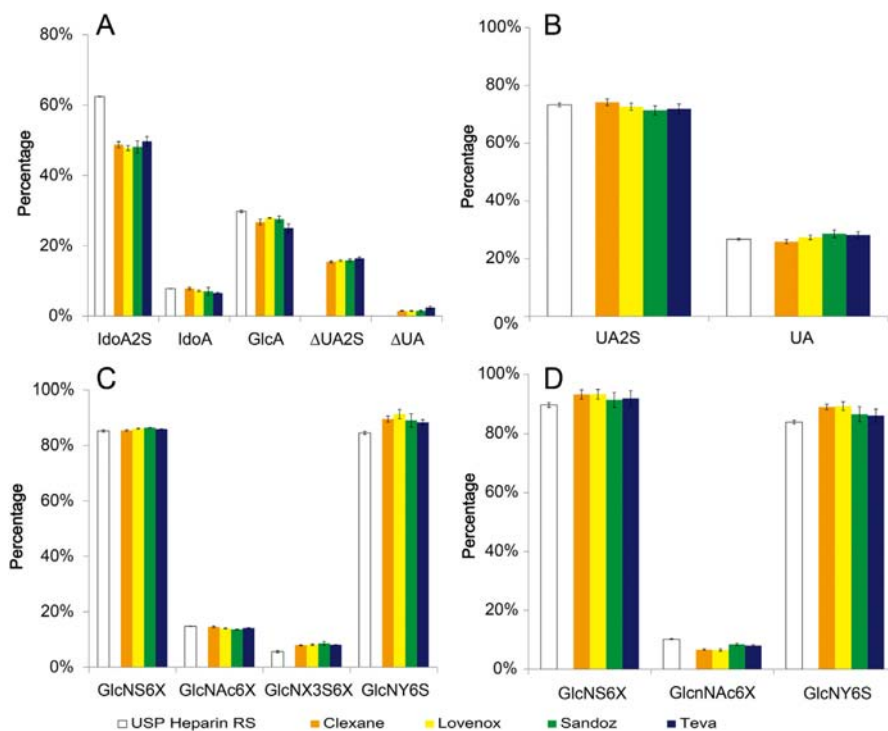 A
80%
60%
40%
20%
0%
Percentage
IdoA2S IdoA GlcA ΔUA2S ΔUA
B
100%
80%
60%
40%
20%
0%
Percentage
UA2S UA
C
100%
80%
60%
40%
20%
0%
Percentage
GlcNS6X GlcNAc6X GlcNX3S6X GlcNY6S
D
100%
80%
60%
40%
20%
0%
Percentage
GlcNS6X GlcnNAc6X GlcNY6S
USP Heparin RS Clexane Lovenox Sandoz Teva